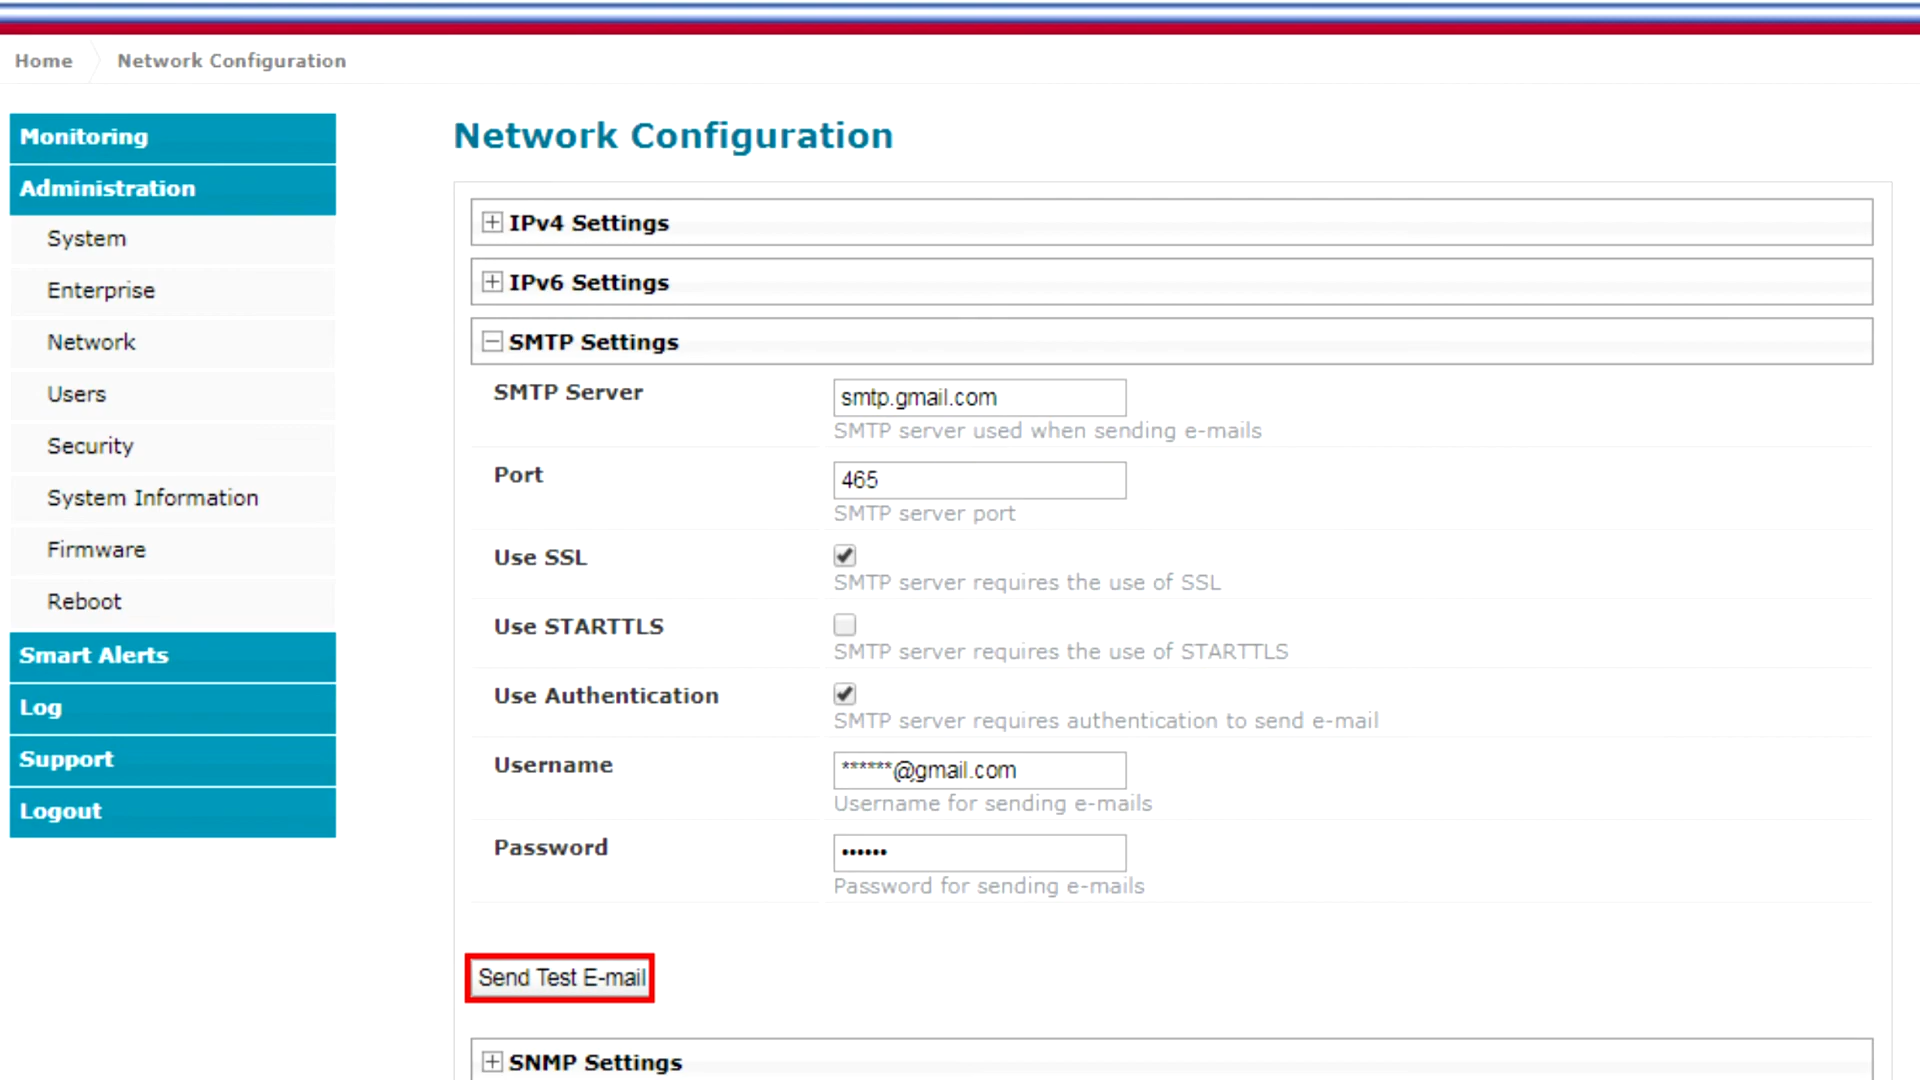 Home
Network Configuration
Monitoring
Administration
System
Enterprise
Network
Users
Security
System Information
Firmware
Reboot
Smart Alerts
Log
Support
Logout
Network Configuration
IPv4 Settings
IPv6 Settings
SMTP Settings
SMTP Server
smtp.gmail.com
SMTP server used when sending e-mails
Port
465
SMTP server port
Use SSL
SMTP server requires the use of SSL
Use STARTTLS
SMTP server requires the use of STARTTLS
Use Authentication
SMTP server requires authentication to send e-mail
Username
******@gmail.com
Username for sending e-mails
Password
••••••
Password for sending e-mails
Send Test E-mail
SNMP Settings